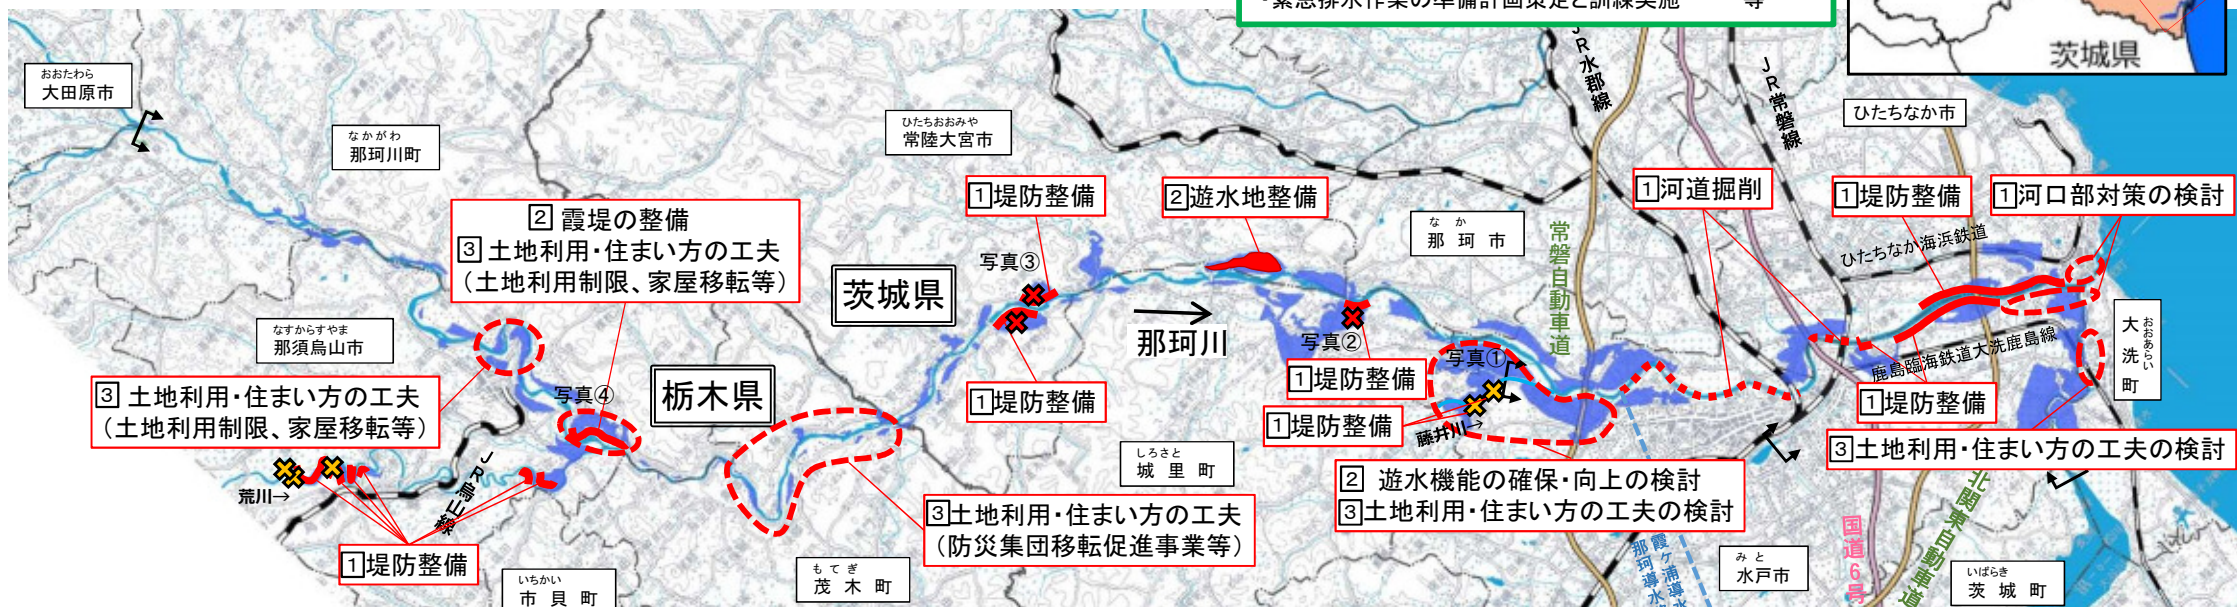 ・緊急排水作業の準備計画策定と訓練実施 等
茨城県
おおたわら
大田原市
なかがわ
那珂川町
ひたちおおみや
常陸大宮市
JR水郡線
JR常磐線
ひたちなか市
1堤防整備
2遊水地整備
1河道掘削
1堤防整備
1河口部対策の検討
2 霞堤の整備
3 土地利用・住まい方の工夫
（土地利用制限、家屋移転等）
写真③
なか
那珂市
常磐自動車道
ひたちなか海浜鉄道
茨城県
那珂川
なすからすやま
那須烏山市
写真②
写真①
鹿島臨海鉄道大洗鹿島線
おおあらい
大洗町
3 土地利用・住まい方の工夫
（土地利用制限、家屋移転等）
写真④
栃木県
1堤防整備
1堤防整備
1堤防整備
藤井川→
1堤防整備
3土地利用・住まい方の工夫の検討
しろさと
城里町
2 遊水機能の確保・向上の検討
3土地利用・住まい方の工夫の検討
荒川→
JR烏山線
3土地利用・住まい方の工夫
（防災集団移転促進事業等）
1堤防整備
いちかい
市貝町
もてぎ
茂木町
霞ヶ浦導水
那珂導水
みと
水戸市
国道6号
北関東自動車道
いばらき
茨城町